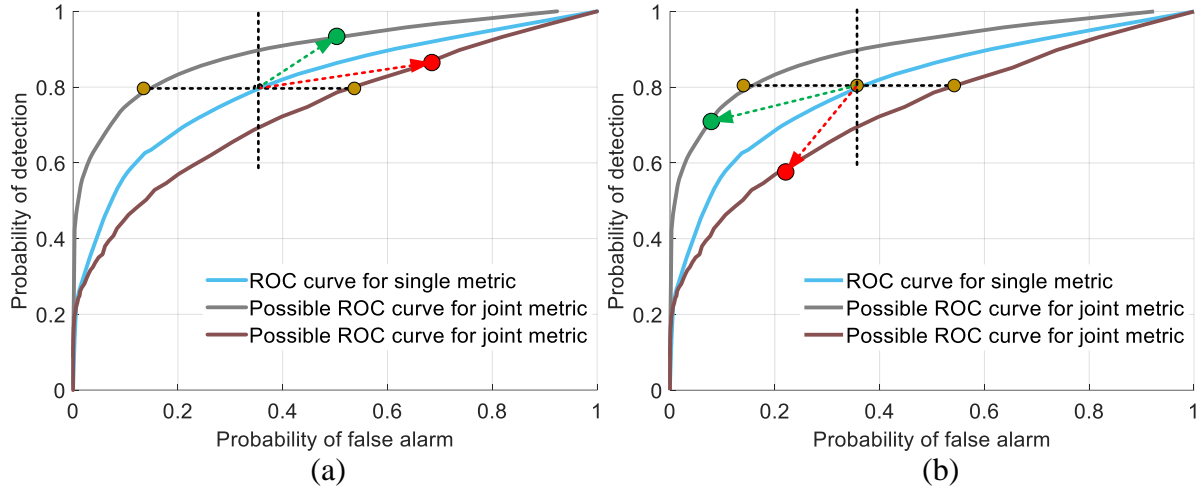 Probability of detection
1
0.8
0.6
0.4
0.2
0
ROC curve for single metric
Possible ROC curve for joint metric
Possible ROC curve for joint metric
0 0.2 0.4 0.6 0.8 1
Probability of false alarm
(a)
Probability of detection
1
0.8
0.6
0.4
0.2
0
ROC curve for single metric
Possible ROC curve for joint metric
Possible ROC curve for joint metric
0 0.2 0.4 0.6 0.8 1
Probability of false alarm
(b)